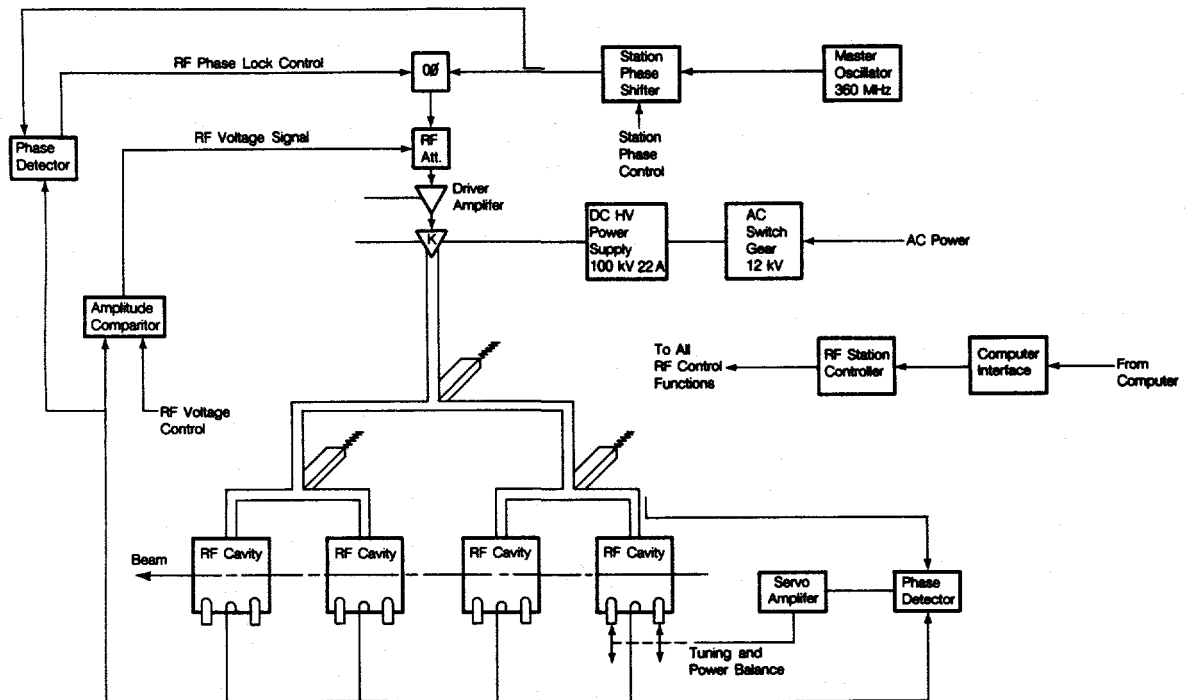 RF Phase Lock Control
0Ø
Station
Phase
Shifter
Master
Oscillator
360 MHz
Phase
Detector
RF Voltage Signal
RF
Att.
Station
Phase
Control
Driver
Amplifer
K
DC HV
Power
Supply
100 kV 22A
AC
Switch
Gear
12 kV
AC Power
Amplitude
Comparitor
RF Voltage
Control
To All
RF Control
Functions
RF Station
Controller
Computer
Interface
From
Computer
Beam
RF Cavity
RF Cavity
RF Cavity
RF Cavity
Servo
Amplifer
Phase
Detector
Tuning and
Power Balance